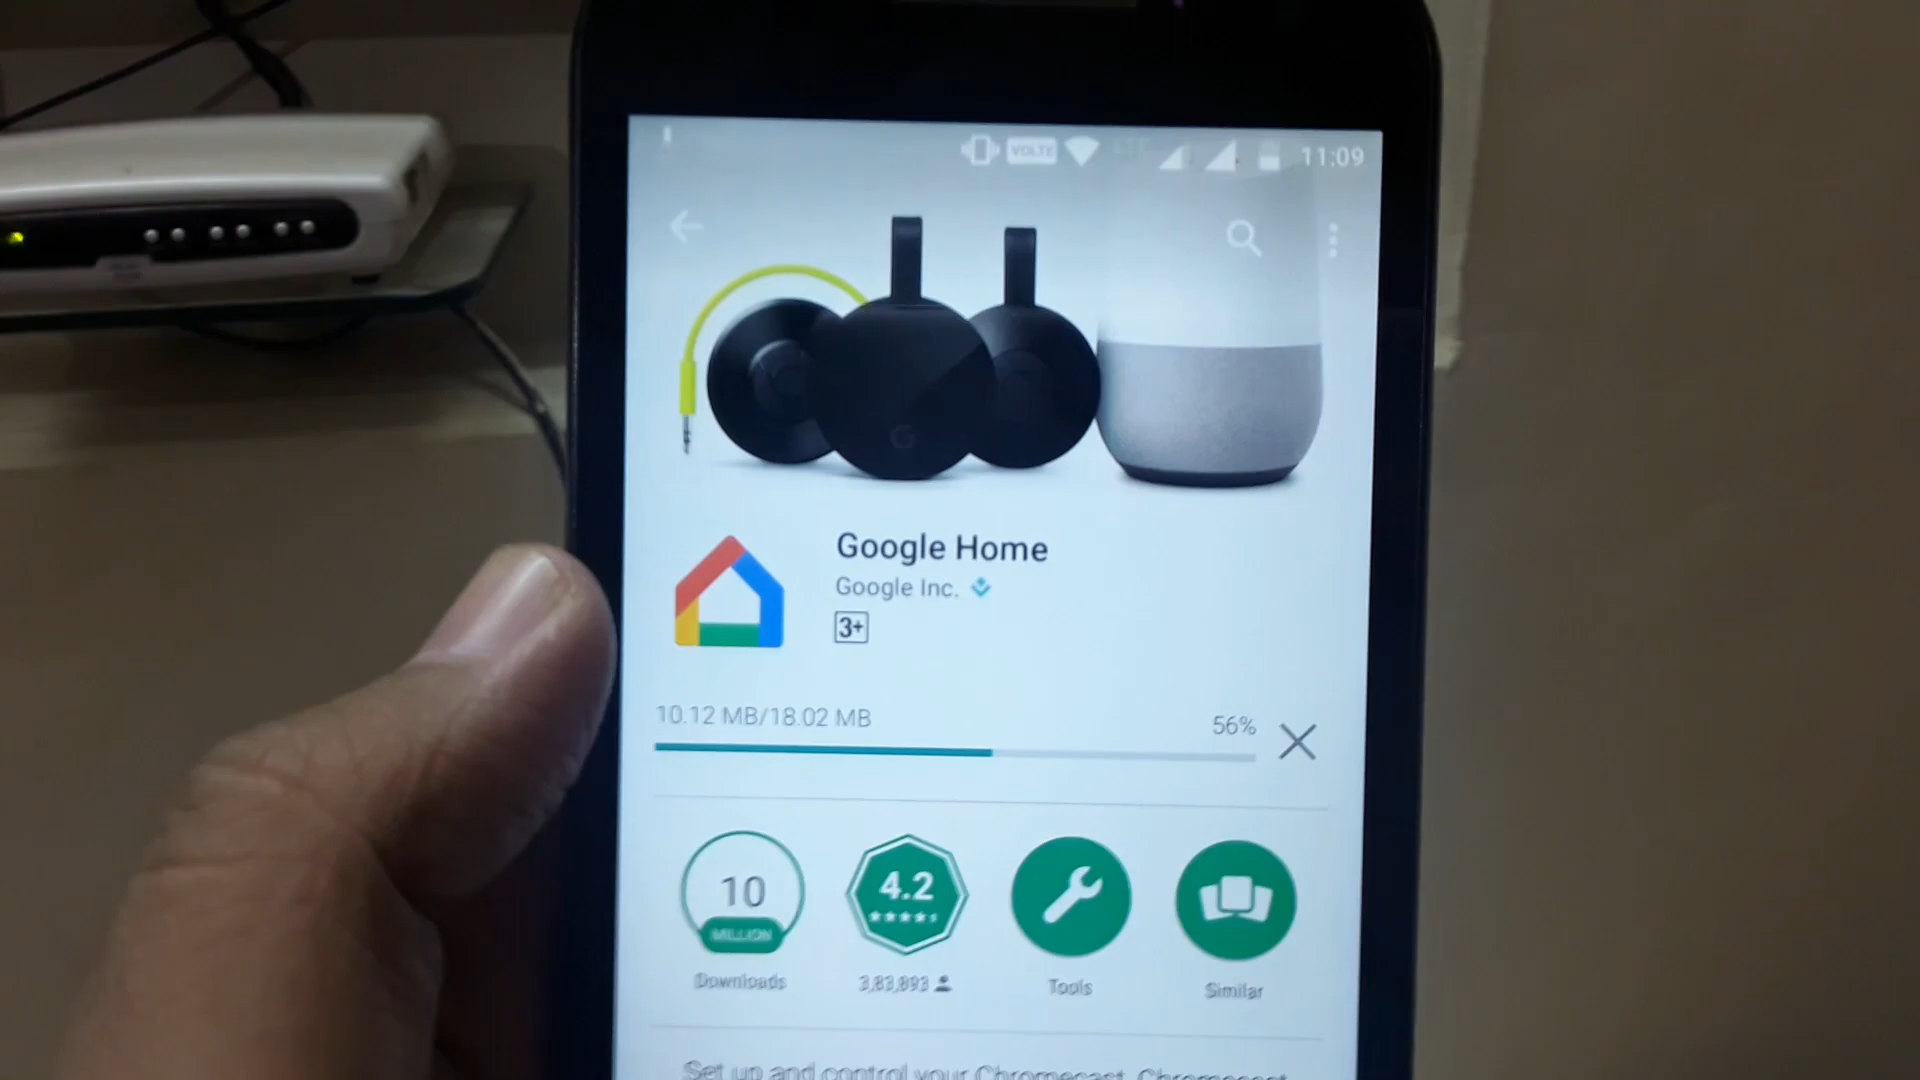 VOLTE
11:09
G
Google Home
Google Inc.
3+
10.12 MB/18.02 MB
56%
10
MILLION
Downloads
4.2
3,83,893
Tools
Similar
Set up and control your Chromecast, Chromecast